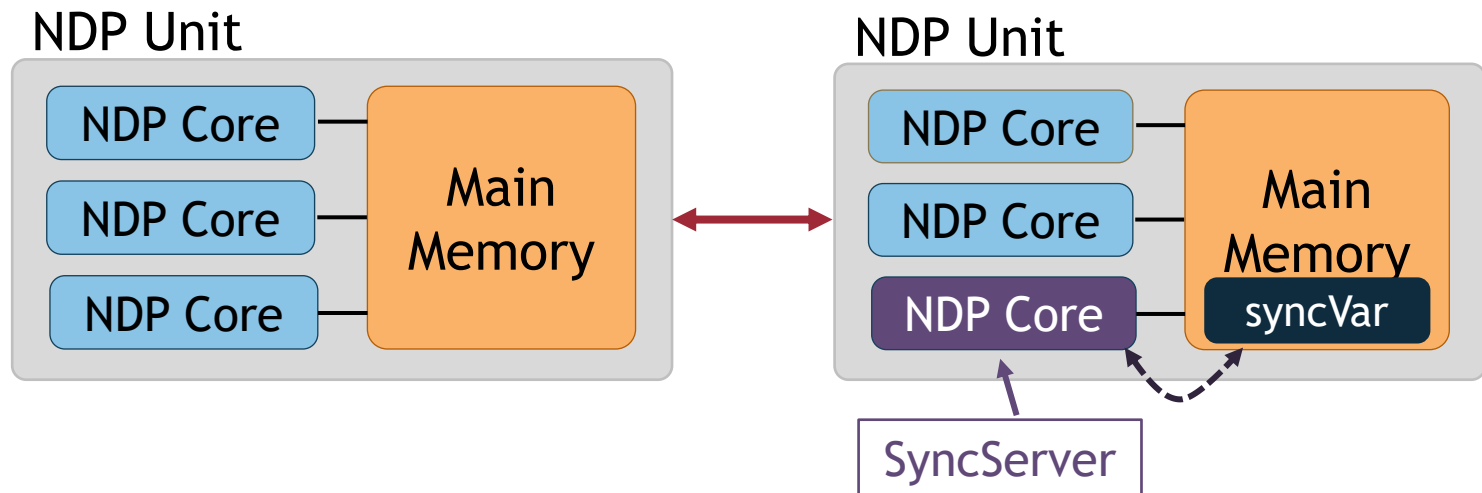 NDP Unit
NDP Core
NDP Core
NDP Core
Main
Memory
NDP Unit
NDP Core
NDP Core
NDP Core
Main
Memory
syncVar
SyncServer